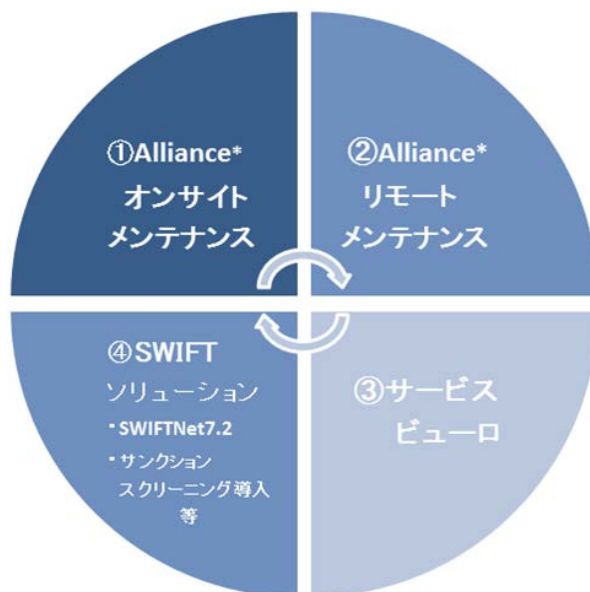 ①Alliance*
オンサイト
メンテナンス
②Alliance*
リモート
メンテナンス
③サービス
ビューロ
④SWIFT
ソリューション
・SWIFTNet7.2
・サンクション
スクリーニング導入
等